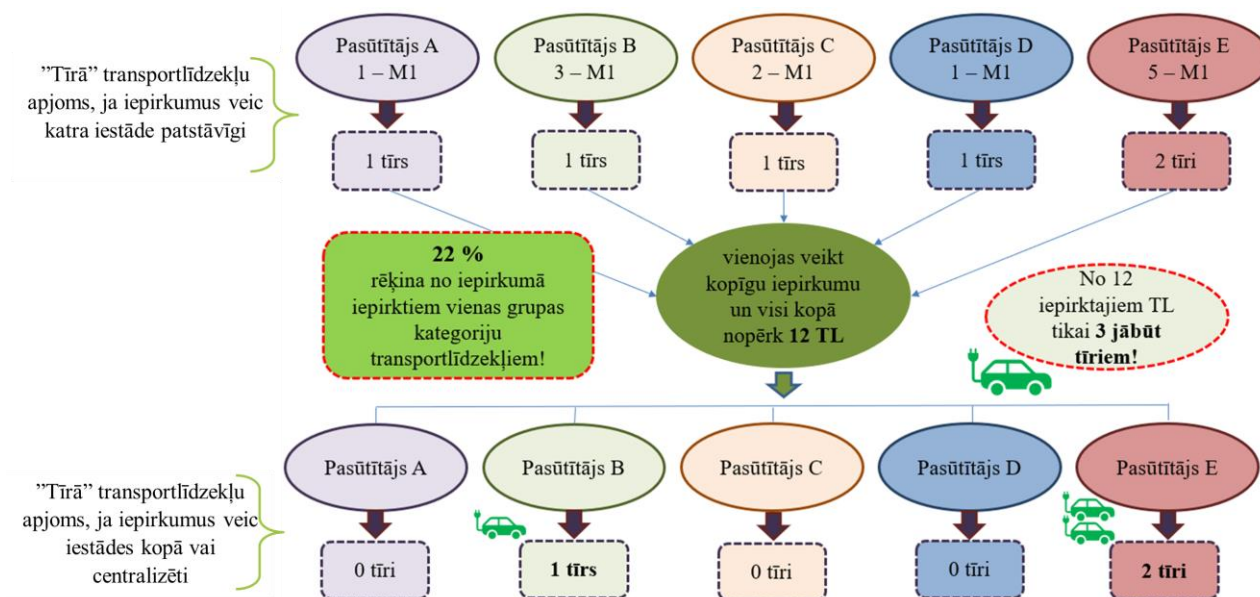 Pasūtītājs A
1 – M1
Pasūtītājs B
3 – M1
Pasūtītājs C
2 – M1
Pasūtītājs D
1 – M1
Pasūtītājs E
5 – M1
”Tīrā” transportlīdzekļu
apjoms, ja iepirkumus veic
katra iestāde patstāvīgi
1 tīrs
1 tīrs
1 tīrs
1 tīrs
2 tīri
22 %
rēķina no iepirkumā
iepirktiem vienas grupas
kategoriju
transportlīdzekļiem!
vienojas veikt
kopīgu iepirkumu
un visi kopā
nopērk 12 TL
No 12
iepirktajiem TL
tikai 3 jābūt
tīriem!
Pasūtītājs A
Pasūtītājs B
Pasūtītājs C
Pasūtītājs D
Pasūtītājs E
”Tīrā” transportlīdzekļu
apjoms, ja iepirkumus veic
iestādes kopā vai
centralizēti
0 tīri
1 tīrs
0 tīri
0 tīri
2 tīri